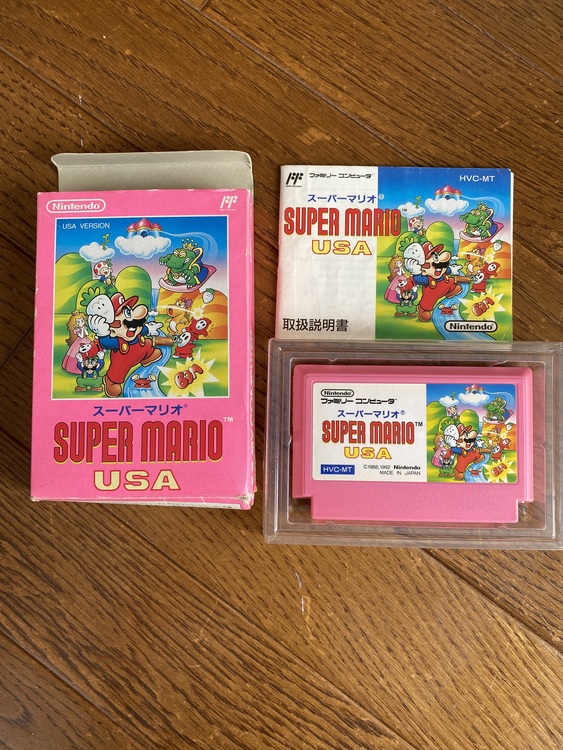 Nintendo
USA VERSION
スーパーマリオ®
SUPER MARIO™
USA
ファミリー コンピュータ
HVC-MT
スーパーマリオ®
SUPER MARIO
USA
取扱説明書
Nintendo
Nintendo
ファミリー コンピュータ
スーパーマリオ®
SUPER MARIO™
USA
HVC-MT
©1988,1992 Nintendo
MADE IN JAPAN